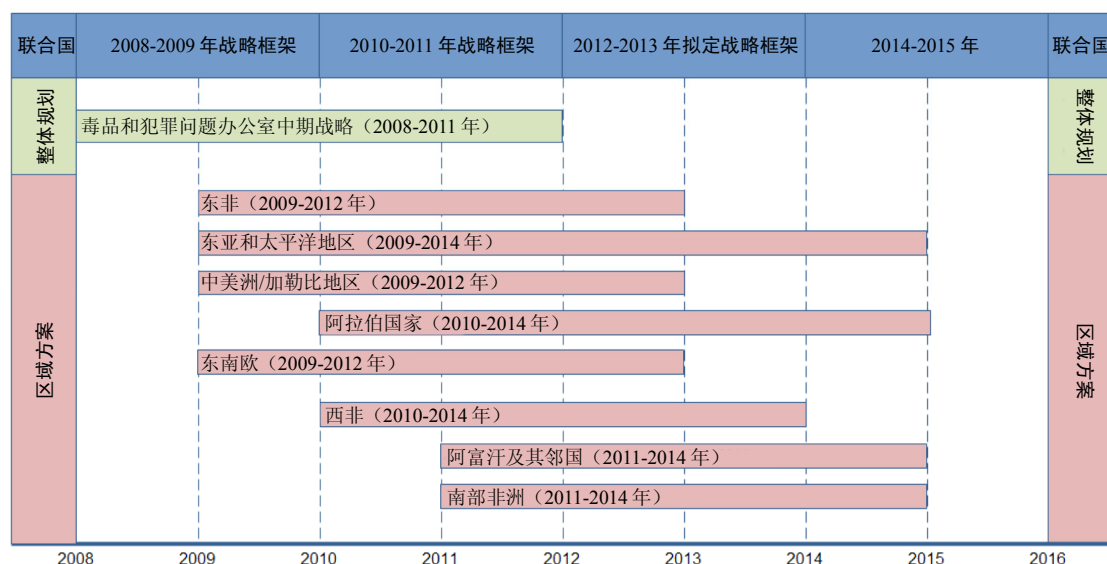 联合国
2008-2009 年战略框架
2010-2011 年战略框架
2012-2013 年拟定战略框架
2014-2015 年
联合国
整体规划
毒品和犯罪问题办公室中期战略（2008-2011 年）
整体规划
区域方案
东非（2009-2012 年）
东亚和太平洋地区（2009-2014 年）
中美洲/加勒比地区（2009-2012 年）
阿拉伯国家（2010-2014 年）
东南欧（2009-2012 年）
西非（2010-2014 年）
阿富汗及其邻国（2011-2014 年）
南部非洲（2011-2014 年）
区域方案
2008 2009 2010 2011 2012 2013 2014 2015 2016